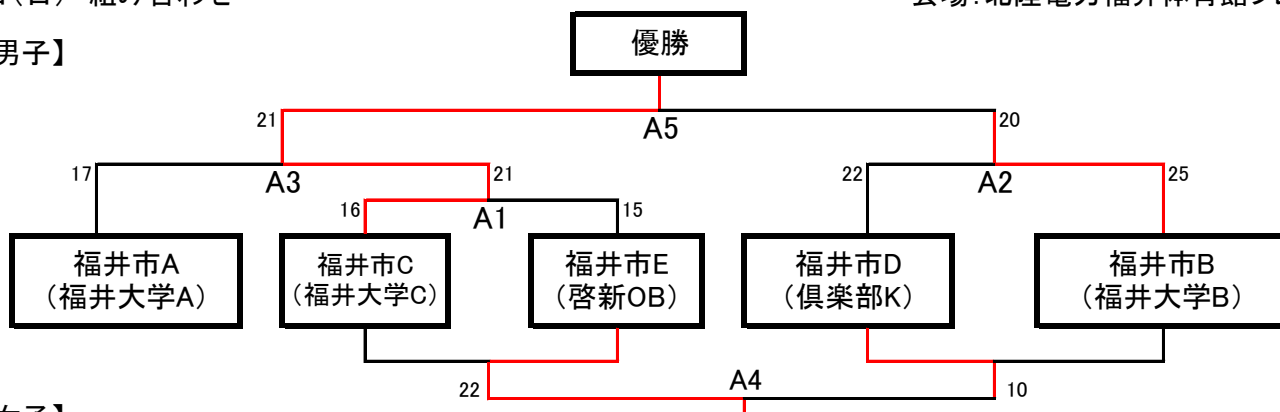 優勝
男子】
21
A5
20
17
A3
21
22
A2
25
16
A1
15
福井市A
（福井大学A）
福井市C
（福井大学C）
福井市E
（啓新OB）
福井市D
（倶楽部K）
福井市B
（福井大学B）
22
A4
10